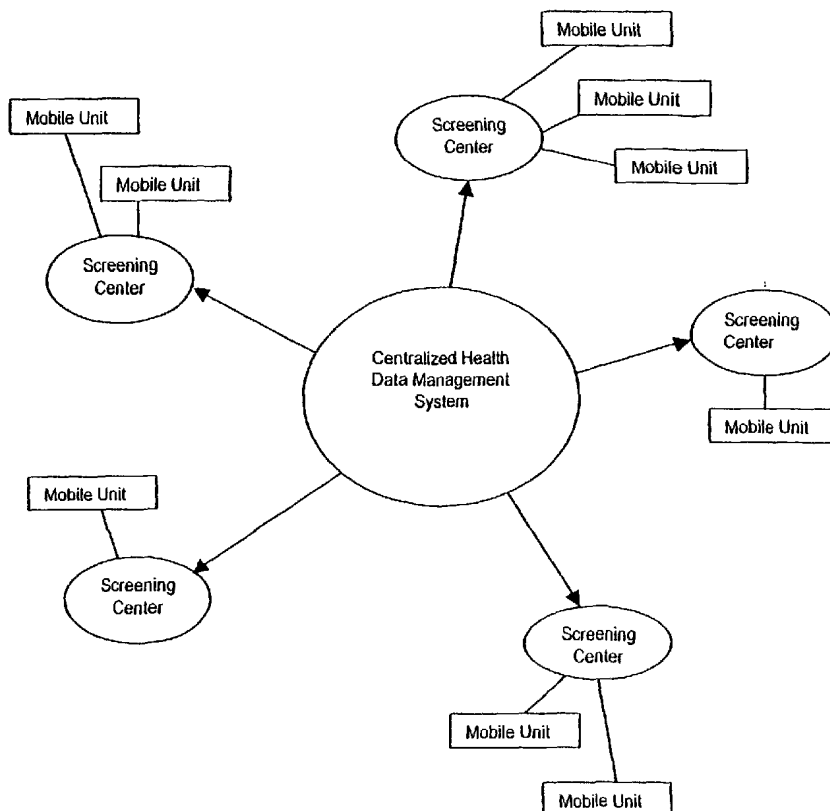 Mobile Unit
Mobile Unit
Screening
Center
Mobile Unit
Mobile Unit
Mobile Unit
Screening
Center
Screening
Center
Mobile Unit
Centralized Health
Data Management
System
Mobile Unit
Screening
Center
Screening
Center
Mobile Unit
Mobile Unit